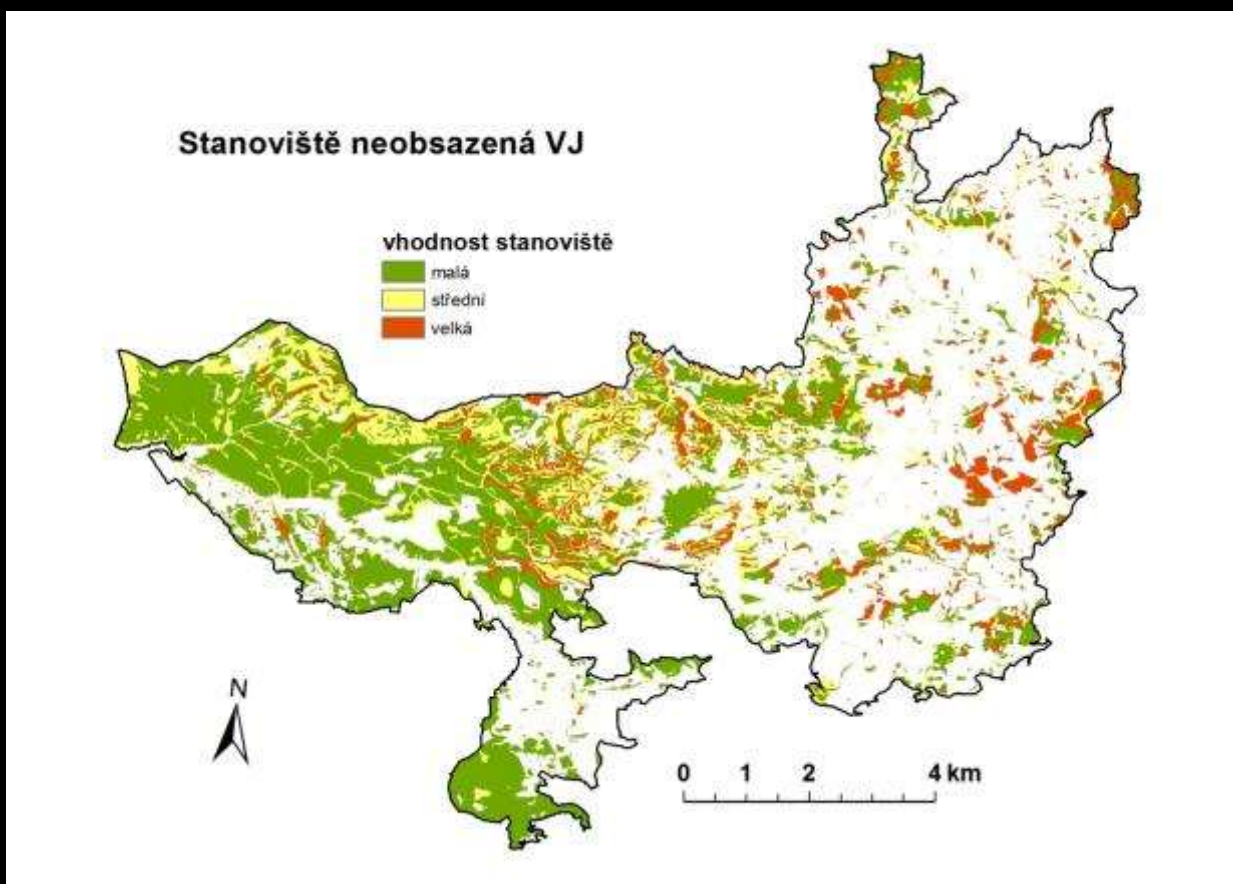 Stanoviště neobsazená VJ
vhodnost stanoviště
malá
střední
velká
N
0 1 2 4 km